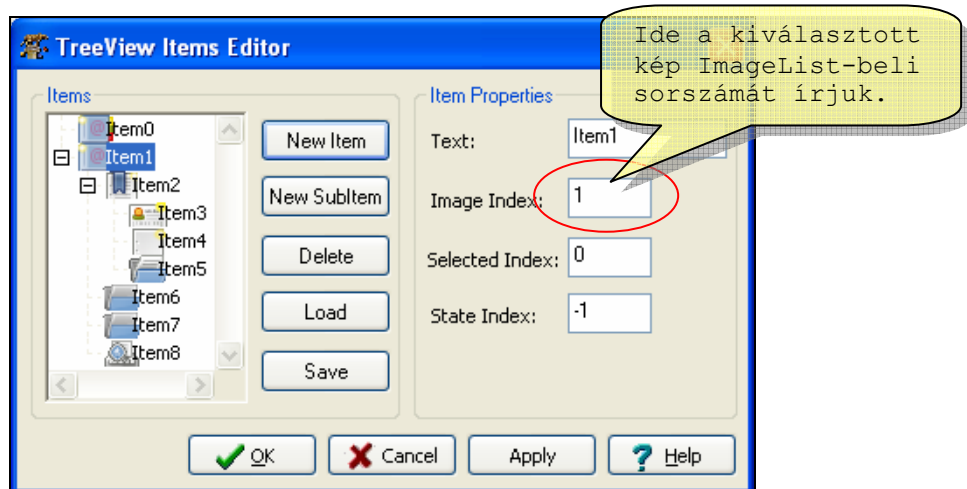 TreeView Items Editor
Ide a kiválasztott
kép ImageList-beli
sorszámát írjuk.
Items
Item0
Item1
Item2
Item3
Item4
Item5
Item6
Item7
Item8
New Item
New SubItem
Delete
Load
Save
Item Properties
Text: Item1
Image Index: 1
Selected Index: 0
State Index: -1
OK Cancel Apply Help